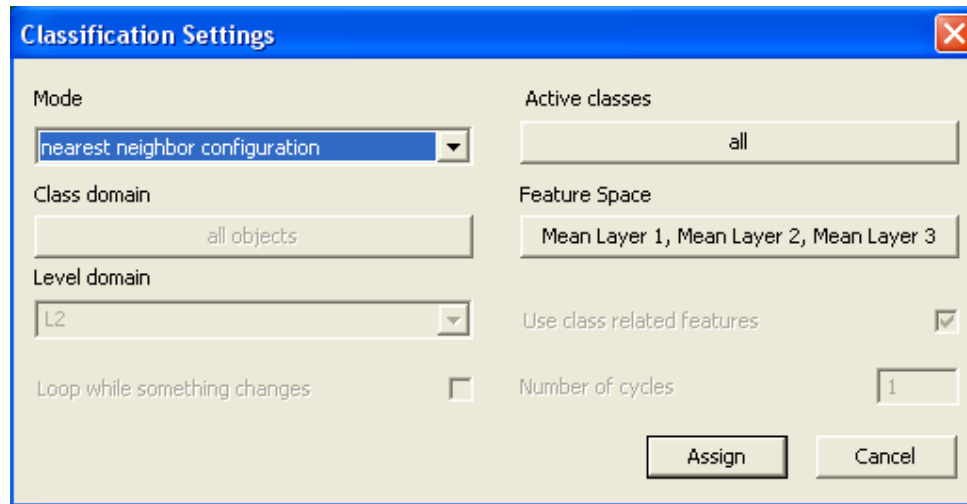 Classification Settings
Mode
nearest neighbor configuration
Class domain
all objects
Level domain
L2
Loop while something changes
Active classes
all
Feature Space
Mean Layer 1, Mean Layer 2, Mean Layer 3
Use class related features
Number of cycles
1
Assign
Cancel